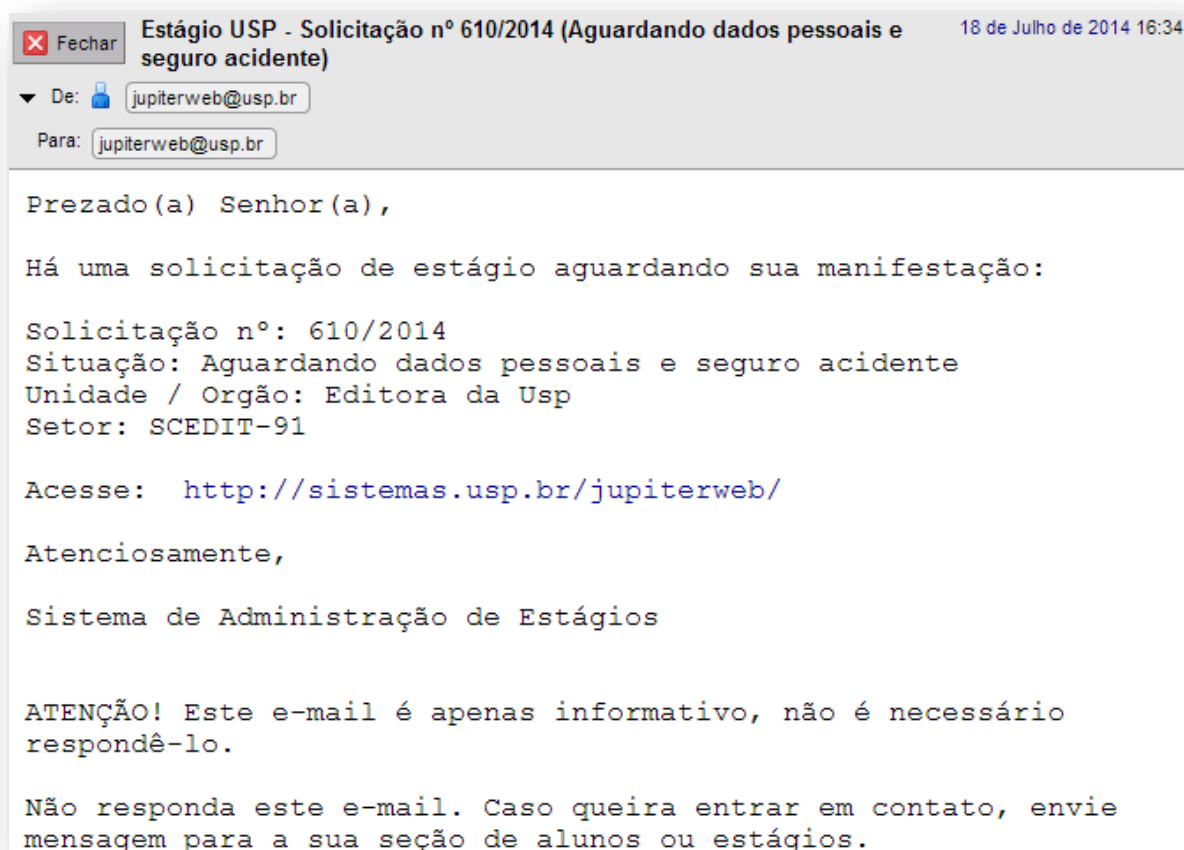 Fechar
Estágio USP - Solicitação nº 610/2014 (Aguardando dados pessoais e
seguro acidente)
18 de Julho de 2014 16:34
De: jupiterweb@usp.br
Para: jupiterweb@usp.br
Prezado(a) Senhor(a),
Há uma solicitação de estágio aguardando sua manifestação:
Solicitação nº: 610/2014
Situação: Aguardando dados pessoais e seguro acidente
Unidade / Orgão: Editora da Usp
Setor: SCEDIT-91
Acesse: http://sistemas.usp.br/jupiterweb/
Atenciosamente,
Sistema de Administração de Estágios
ATENÇÃO! Este e-mail é apenas informativo, não é necessário
respondê-lo.
Não responda este e-mail. Caso queira entrar em contato, envie
mensagem para a sua seção de alunos ou estágios.